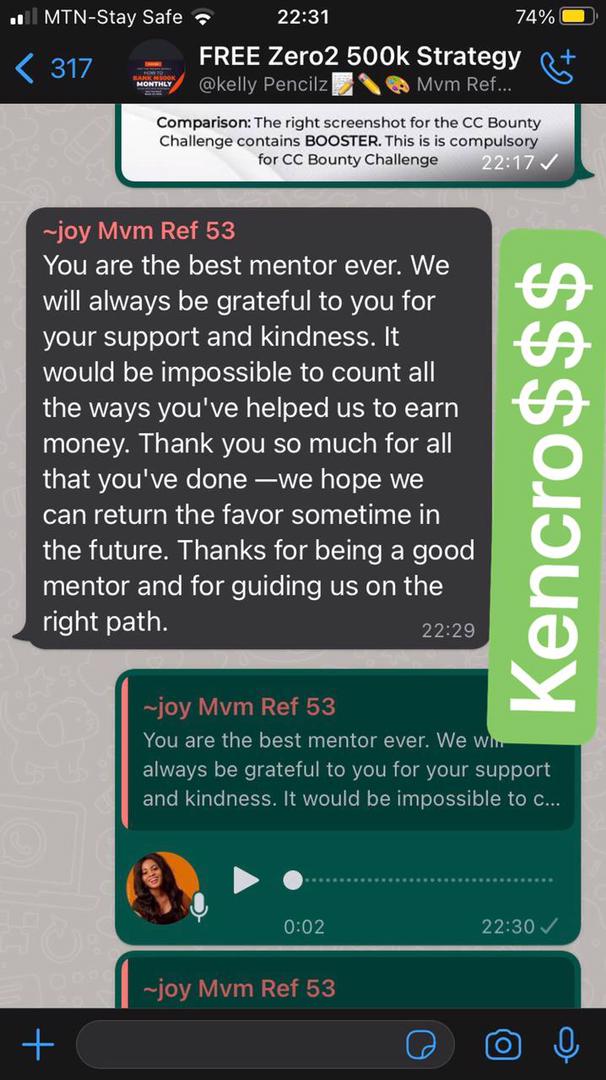 MTN-Stay Safe 22:31 74%
317 FREE Zero2 500k Strategy
@kelly Pencilz📝✏️🎨 Mvm Ref...
HOW TO
BANK N500K
MONTHLY
Comparison: The right screenshot for the CC Bounty
Challenge contains BOOSTER. This is is compulsory
for CC Bounty Challenge 22:17
~joy Mvm Ref 53
You are the best mentor ever. We
will always be grateful to you for
your support and kindness. It
would be impossible to count all
the ways you've helped us to earn
money. Thank you so much for all
that you've done —we hope we
can return the favor sometime in
the future. Thanks for being a good
mentor and for guiding us on the
right path. 22:29
Kencro$$$
~joy Mvm Ref 53
You are the best mentor ever. We will
always be grateful to you for your support
and kindness. It would be impossible to c...
0:02 22:30
~joy Mvm Ref 53